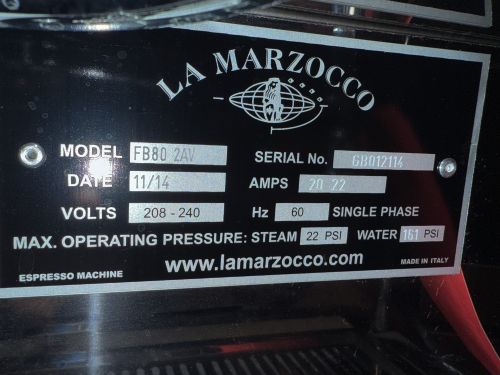 LA MARZOCCO
MODEL FB80 2AV SERIAL No. GB012114
DATE 11/14 AMPS 20 22
VOLTS 208 - 240 Hz 60 SINGLE PHASE
MAX. OPERATING PRESSURE: STEAM 22 PSI WATER 161 PSI
ESPRESSO MACHINE www.lamarzocco.com MADE IN ITALY